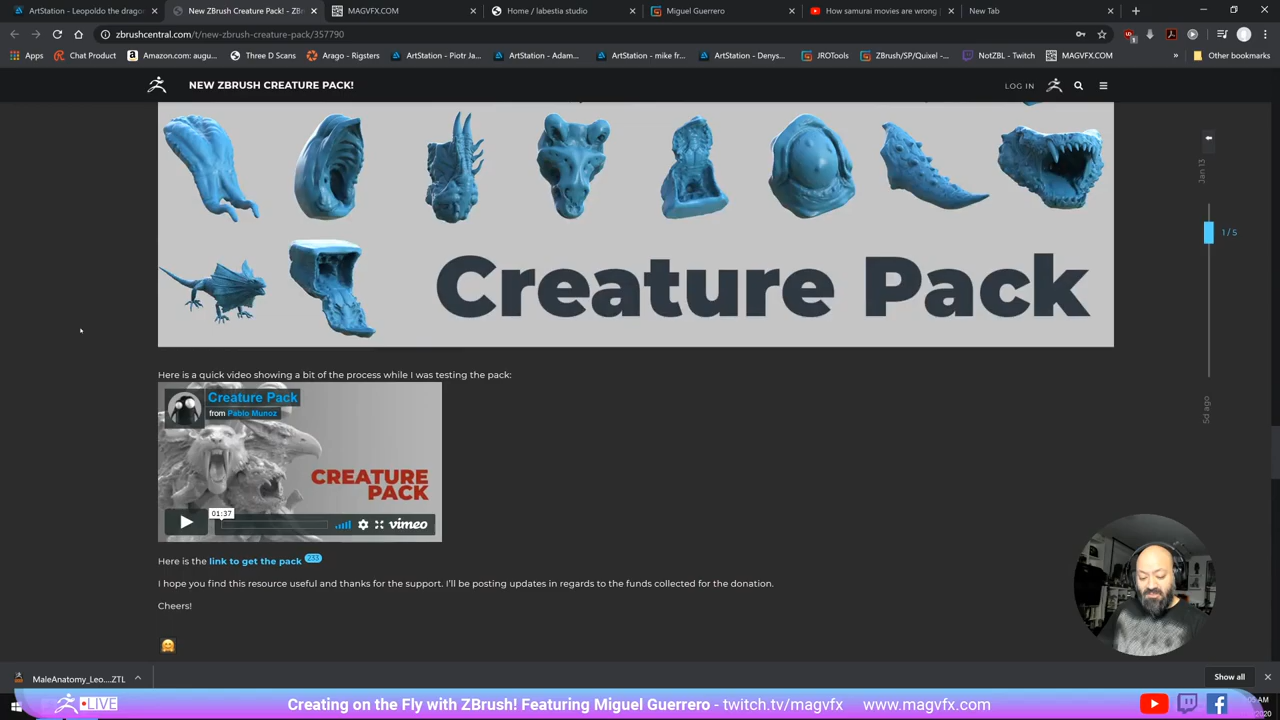 ArtStation - Leopoldo the drago
New ZBrush Creature Pack! - ZB
MAGVFX.COM
Home / labestia studio
Miguel Guerrero
How samurai movies are wrong
New Tab
zbrushcentral.com/t/new-zbrush-creature-pack/357790
Apps
Chat Product
Amazon.com: augu...
Three D Scans
Arago - Rigsters
ArtStation - Piotr Ja...
ArtStation - Adam...
ArtStation - mike fr...
ArtStation - Denys...
JROTools
ZBrush/SP/Quixel -...
NotZBL - Twitch
MAGVFX.COM
»
Other bookmarks
NEW ZBRUSH CREATURE PACK!
LOG IN
Jan 13
1 / 5
5d ago
Creature Pack
Here is a quick video showing a bit of the process while I was testing the pack:
Creature Pack
from Pablo Munoz
CREATURE
PACK
01:37
vimeo
Here is the link to get the pack 233
I hope you find this resource useful and thanks for the support. I'll be posting updates in regards to the funds collected for the donation.
Cheers!
MaleAnatomy_Leo....ZTL
Show all
LIVE
Creating on the Fly with ZBrush! Featuring Miguel Guerrero - twitch.tv/magvfx www.magvfx.com